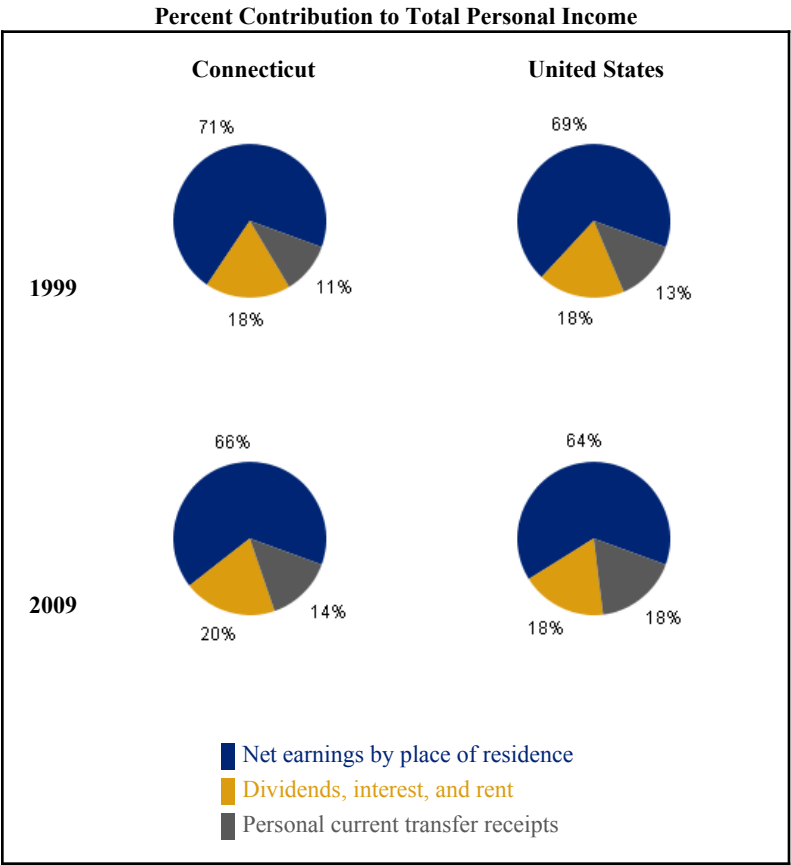 Percent Contribution to Total Personal Income
Connecticut United States
71% 69%
1999
11% 13%
18% 18%
66% 64%
2009
14% 18%
20% 18%
Net earnings by place of residence
Dividends, interest, and rent
Personal current transfer receipts